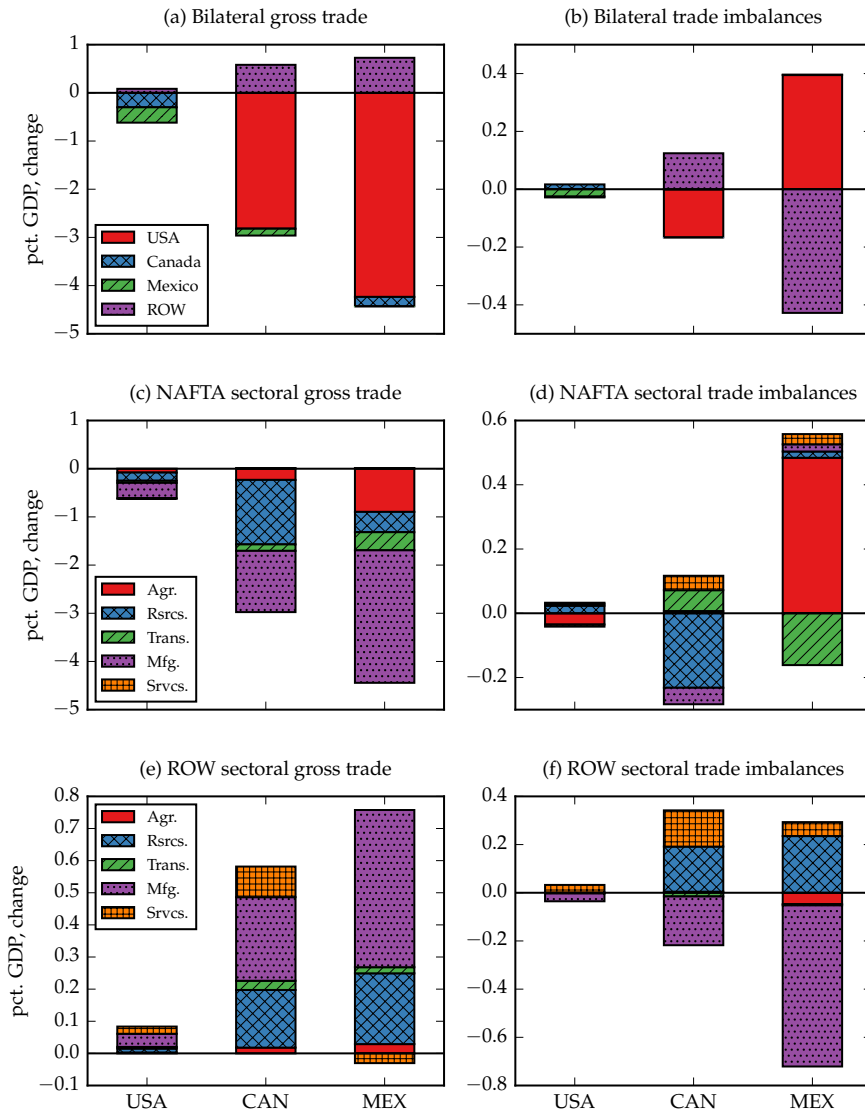 (a) Bilateral gross trade
(b) Bilateral trade imbalances
pct. GDP, change
1
0
−1
−2
−3
−4
−5
USA
Canada
Mexico
ROW
0.4
0.2
0.0
−0.2
−0.4
(c) NAFTA sectoral gross trade
(d) NAFTA sectoral trade imbalances
pct. GDP, change
1
0
−1
−2
−3
−4
−5
Agr.
Rsrcs.
Trans.
Mfg.
Srvcs.
0.6
0.4
0.2
0.0
−0.2
(e) ROW sectoral gross trade
(f) ROW sectoral trade imbalances
pct. GDP, change
0.8
0.7
0.6
0.5
0.4
0.3
0.2
0.1
0.0
−0.1
Agr.
Rsrcs.
Trans.
Mfg.
Srvcs.
0.4
0.2
0.0
−0.2
−0.4
−0.6
−0.8
USA CAN MEX
USA CAN MEX